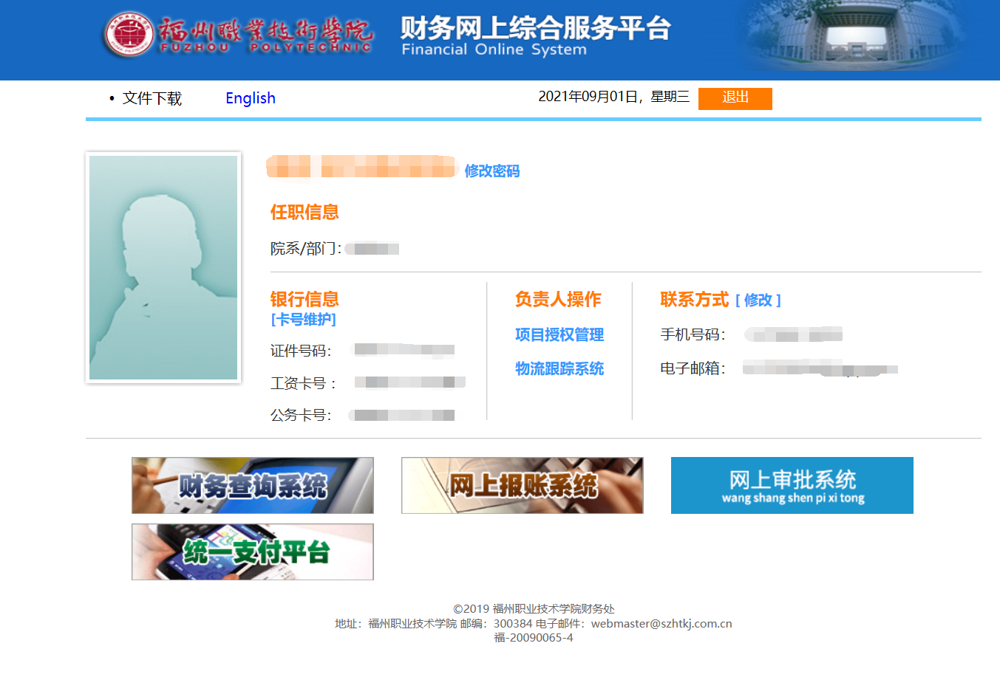 福州職業技術學院
FUZHOU POLYTECHNIC
财务网上综合服务平台
Financial Online System
• 文件下载 English 2021年09月01日，星期三 退出
修改密码
任职信息
院系/部门：
银行信息
[卡号维护]
证件号码：
工资卡号：
公务卡号：
负责人操作
项目授权管理
物流跟踪系统
联系方式 [ 修改 ]
手机号码：
电子邮箱：
财务查询系统
网上报账系统
网上审批系统
wang shang shen pi xi tong
统一支付平台
©2019 福州职业技术学院财务处
地址：福州职业技术学院 邮编：300384 电子邮件：webmaster@szhtkj.com.cn
福-20090065-4